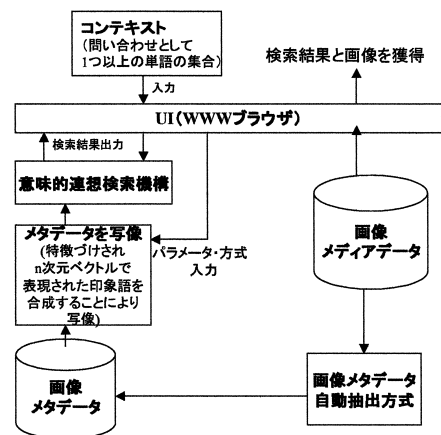 コンテキスト
(問い合わせとして
1つ以上の単語の集合)
検索結果と画像を獲得
入力
UI(WWWブラウザ)
検索結果出力
意味的連想検索機構
メタデータを写像
(特徴づけされ
n次元ベクトルで
表現された印象語を
合成することにより
写像)
パラメータ・方式
入力
画像
メディアデータ
画像
メタデータ
画像メタデータ
自動抽出方式